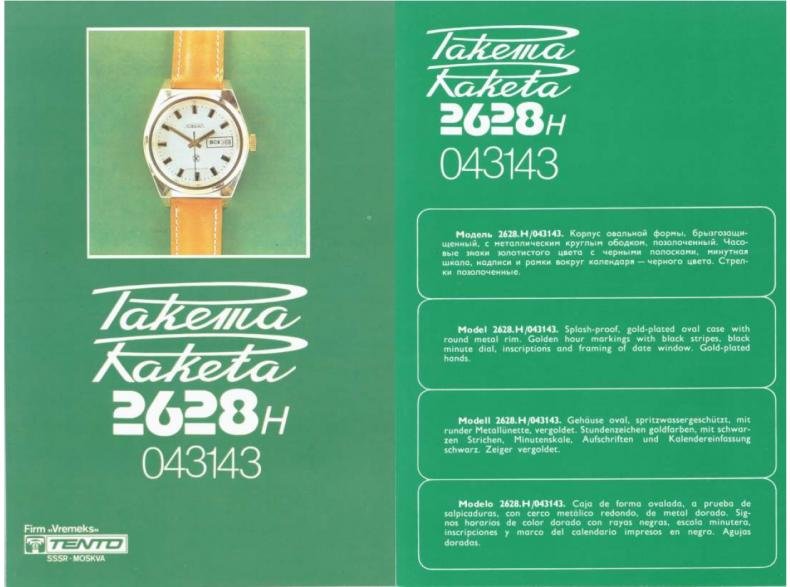 Ракета
Raketa
2628H
043143
Firm «Vremeks»
TENTO
SSSR - MOSKVA
Ракета
Raketa
2628H
043143
Модель 2628.Н/043143. Корпус овальной формы, брызгозащи-
щенный, с металлическим круглым ободком, позолоченный. Часо-
вые знаки золотистого цвета с черными полосками, минутная
шкала, надписи и рамки вокруг календаря — черного цвета. Стрел-
ки позолоченные.
Model 2628.H/043143. Splash-proof, gold-plated oval case with
round metal rim. Golden hour markings with black stripes, black
minute dial, inscriptions and framing of date window. Gold-plated
hands.
Modell 2628.H/043143. Gehäuse oval, spritzwassergeschützt, mit
runder Metallünette, vergoldet. Stundenzeichen goldfarben, mit schwar-
zen Strichen, Minutenskale, Aufschriften und Kalendereinfassung
schwarz. Zeiger vergoldet.
Modelo 2628.H/043143. Caja de forma ovalada, a prueba de
salpicaduras, con cerco metálico redondo, de metal dorado. Sig-
nos horarios de color dorado con rayas negras, escala minutera,
inscripciones y marco del calendario impresos en negro. Agujas
doradas.